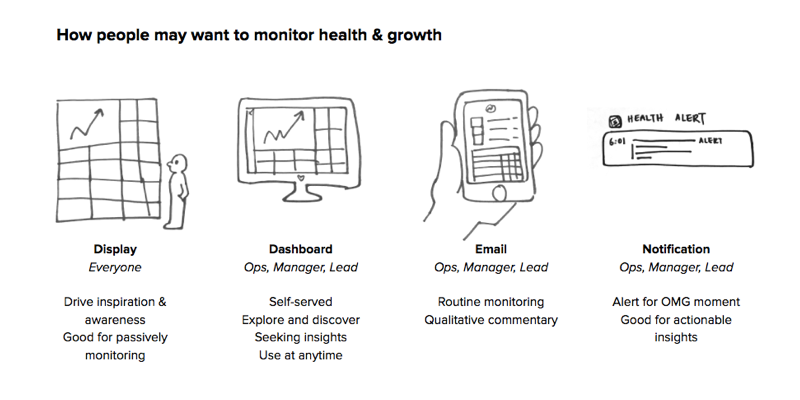 How people may want to monitor health & growth
HEALTH ALERT
6:01 ALERT
Display
Everyone
Drive inspiration &
awareness
Good for passively
monitoring
Dashboard
Ops, Manager, Lead
Self-served
Explore and discover
Seeking insights
Use at anytime
Email
Ops, Manager, Lead
Routine monitoring
Qualitative commentary
Notification
Ops, Manager, Lead
Alert for OMG moment
Good for actionable
insights